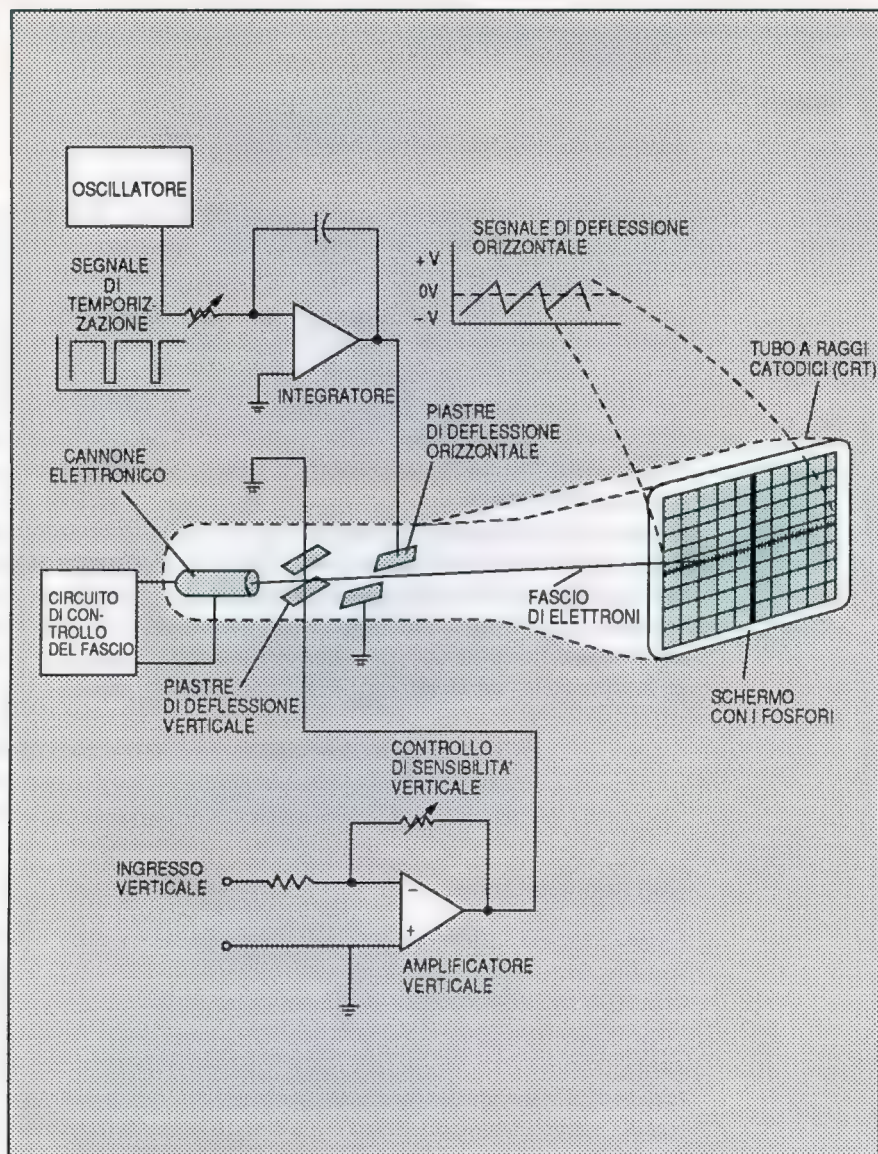 OSCILLATORE
SEGNALE
DI
TEMPORIZ-
ZAZIONE
INTEGRATORE
SEGNALE DI DEFLESSIONE
ORIZZONTALE
+ V
0V
– V
TUBO A RAGGI
CATODICI (CRT)
PIASTRE
DI DEFLESSIONE
ORIZZONTALE
CANNONE
ELETTRONICO
CIRCUITO
DI CON-
TROLLO
DEL FASCIO
FASCIO
DI ELETTRONI
PIASTRE
DI DEFLESSIONE
VERTICALE
SCHERMO
CON I FOSFORI
CONTROLLO
DI SENSIBILITA'
VERTICALE
INGRESSO
VERTICALE
–
+
AMPLIFICATORE
VERTICALE